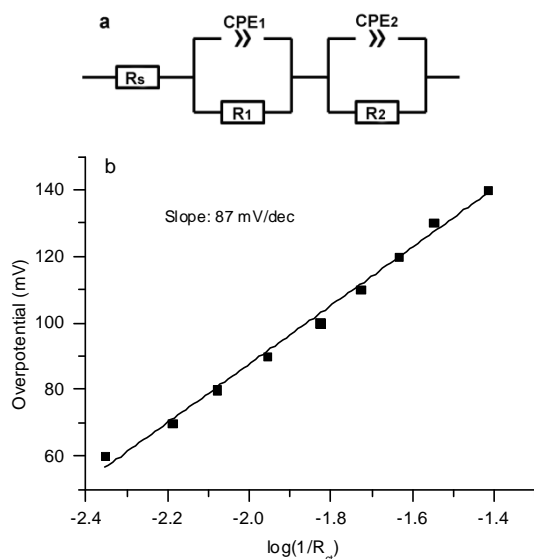 a
CPE1
CPE2
Rs
R1
R2
b
Slope: 87 mV/dec
Overpotential (mV)
140
120
100
80
60
-2.4
-2.2
-2.0
-1.8
-1.6
-1.4
log(1/Rct)